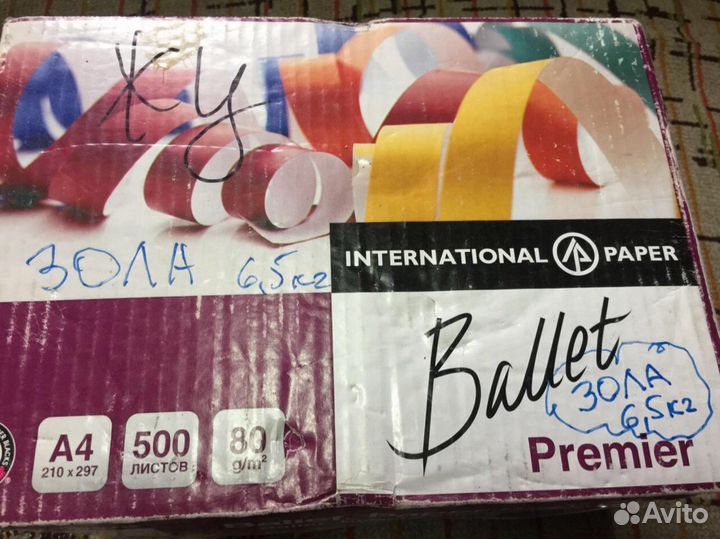 ЖУ
ЗОЛА 6,5кг
INTERNATIONAL PAPER
Ballet
ЗОЛА
6,5кг
Premier
A4
210 x 297
500
ЛИСТОВ
80
g/m²
Avito